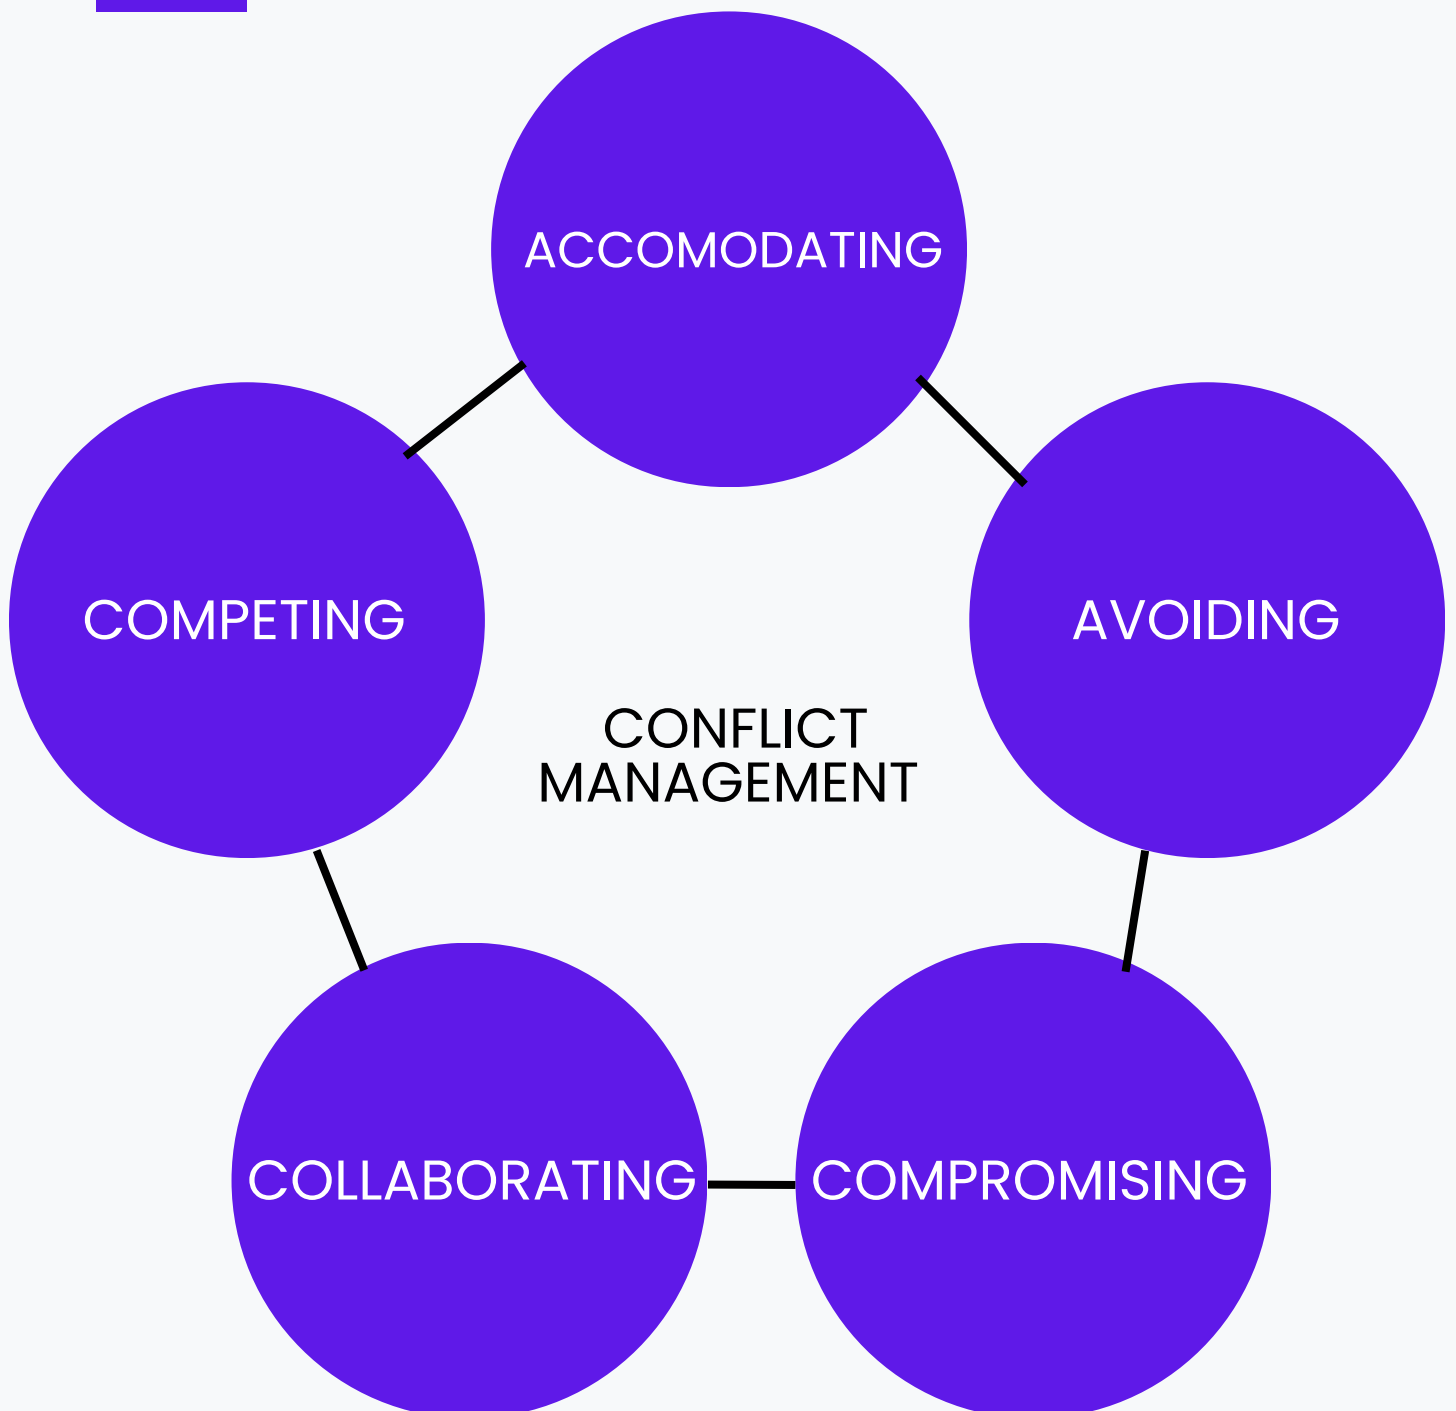 ACCOMODATING
COMPETING
AVOIDING
CONFLICT
MANAGEMENT
COLLABORATING
COMPROMISING